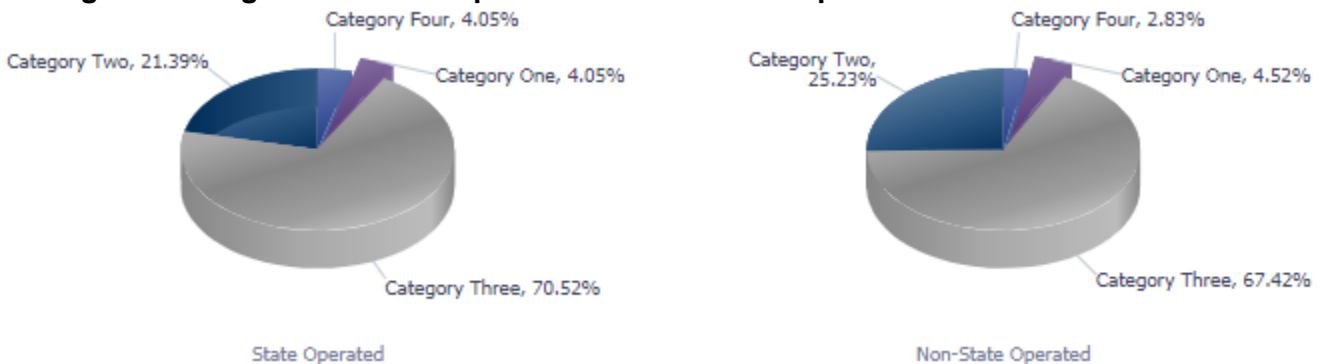 Category Four, 4.05%
Category Two, 21.39%
Category One, 4.05%
Category Three, 70.52%
State Operated
Category Four, 2.83%
Category Two,
25.23%
Category One, 4.52%
Category Three, 67.42%
Non-State Operated